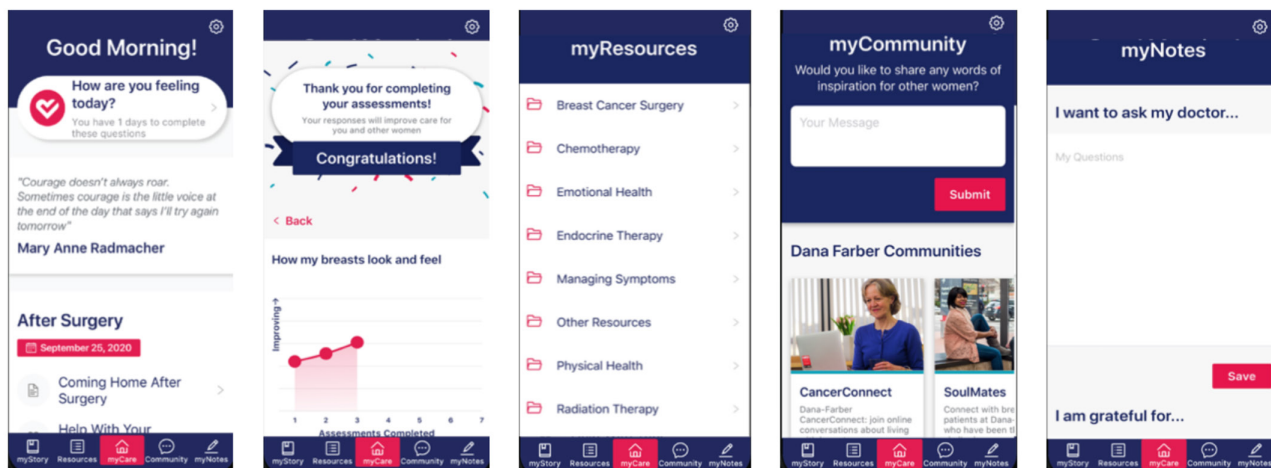 Good Morning!
How are you feeling
today?
You have 1 days to complete
these questions
"Courage doesn't always roar.
Sometimes courage is the little voice at
the end of the day that says I'll try again
tomorrow"
Mary Anne Radmacher
After Surgery
September 25, 2020
Coming Home After
Surgery
Help With Your
myStory Resources myCare Community myNotes
Thank you for completing
your assessments!
Your responses will improve care for
you and other women
Congratulations!
< Back
How my breasts look and feel
Improving→
1 2 3 4 5 6 7
Assessments Completed
myStory Resources myCare Community myNotes
myResources
Breast Cancer Surgery
Chemotherapy
Emotional Health
Endocrine Therapy
Managing Symptoms
Other Resources
Physical Health
Radiation Therapy
myStory Resources myCare Community myNotes
myCommunity
Would you like to share any words of
inspiration for other women?
Your Message
Submit
Dana Farber Communities
CancerConnect
Dana-Farber
CancerConnect: join online
conversations about living
SoulMates
Connect with bre
patients at Dana-
who have been th
myStory Resources myCare Community myNotes
myNotes
I want to ask my doctor...
My Questions
Save
I am grateful for...
myStory Resources myCare Community myNotes